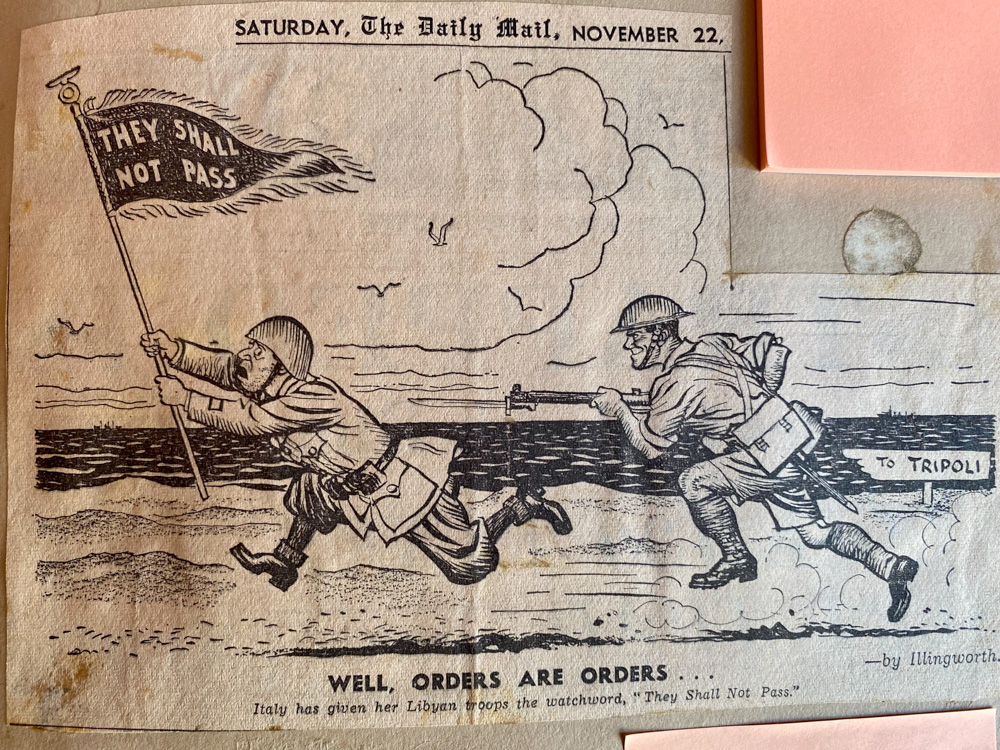 SATURDAY, The Daily Mail, NOVEMBER 22,
THEY SHALL
NOT PASS
TO TRIPOLI
—by Illingworth.
WELL, ORDERS ARE ORDERS . . .
Italy has given her Libyan troops the watchword, "They Shall Not Pass."